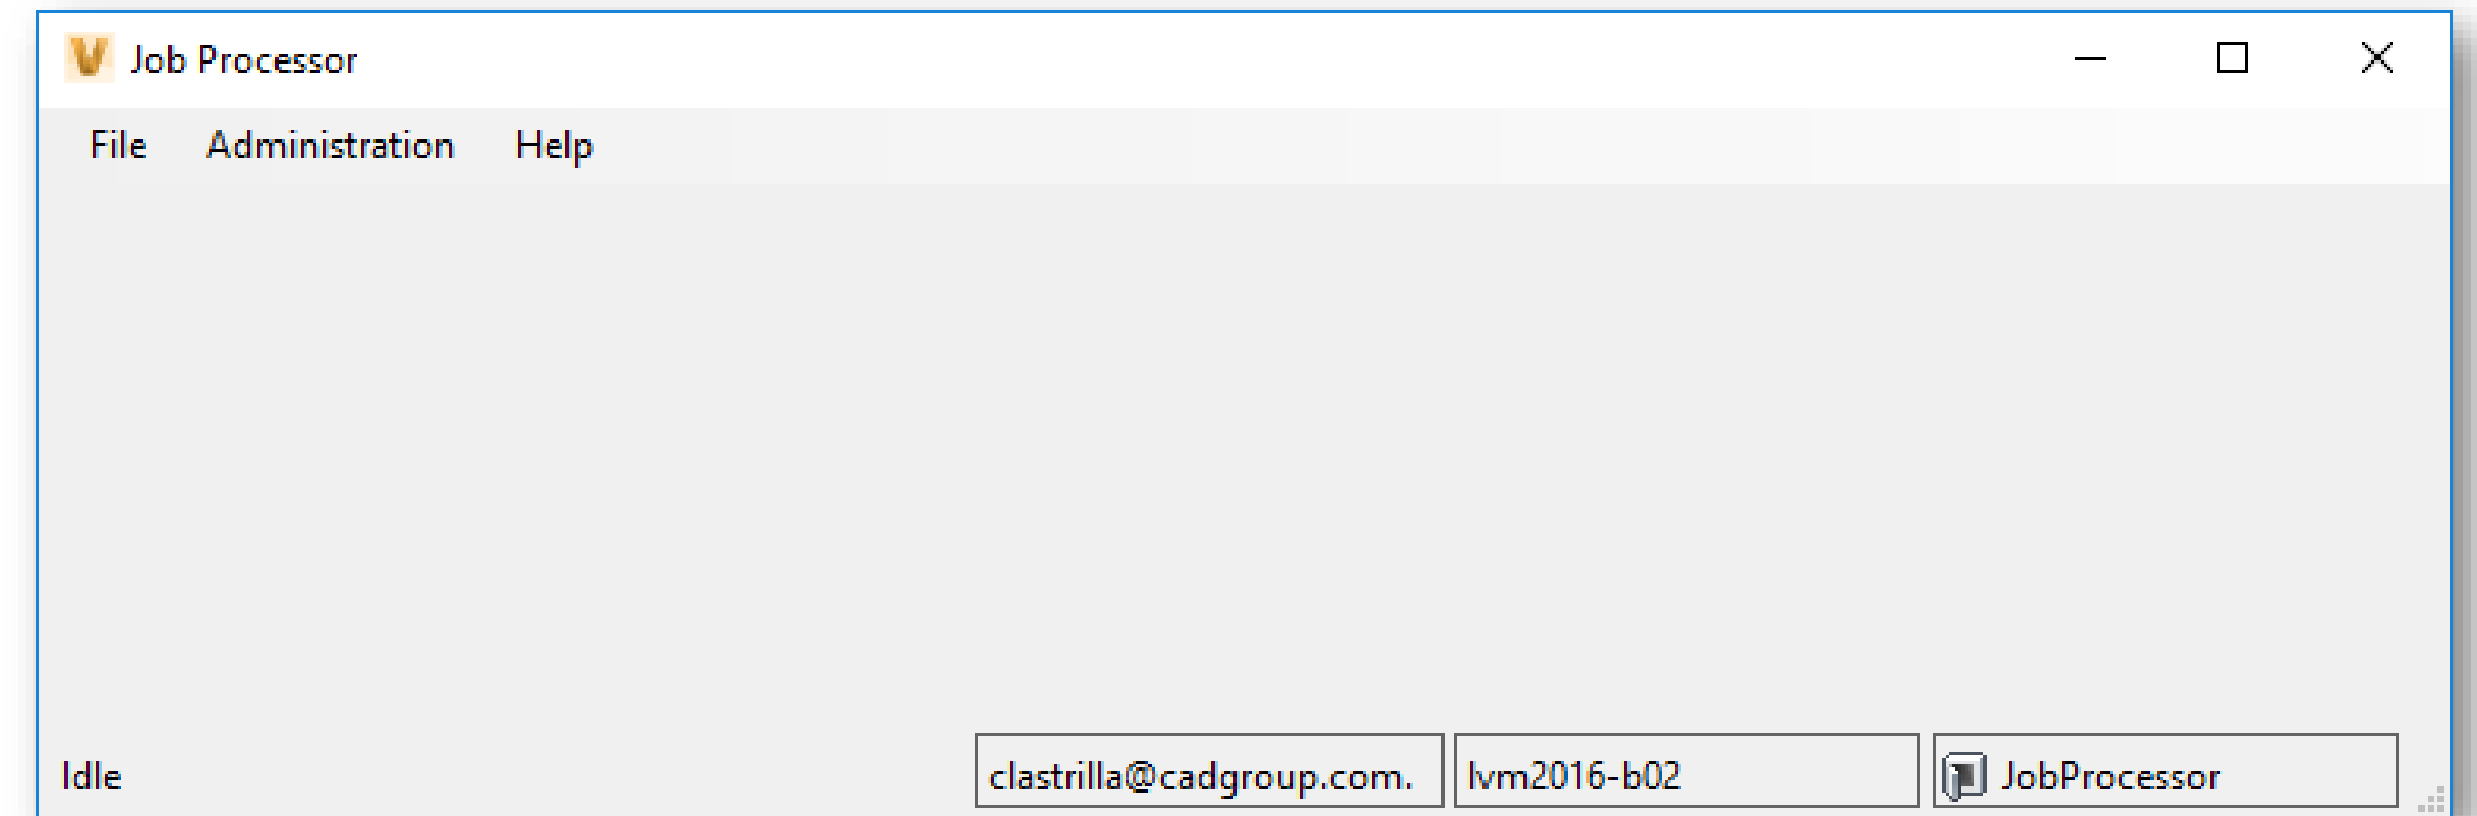 Job Processor
File Administration Help
Idle clastrilla@cadgroup.com. lvm2016-b02 JobProcessor